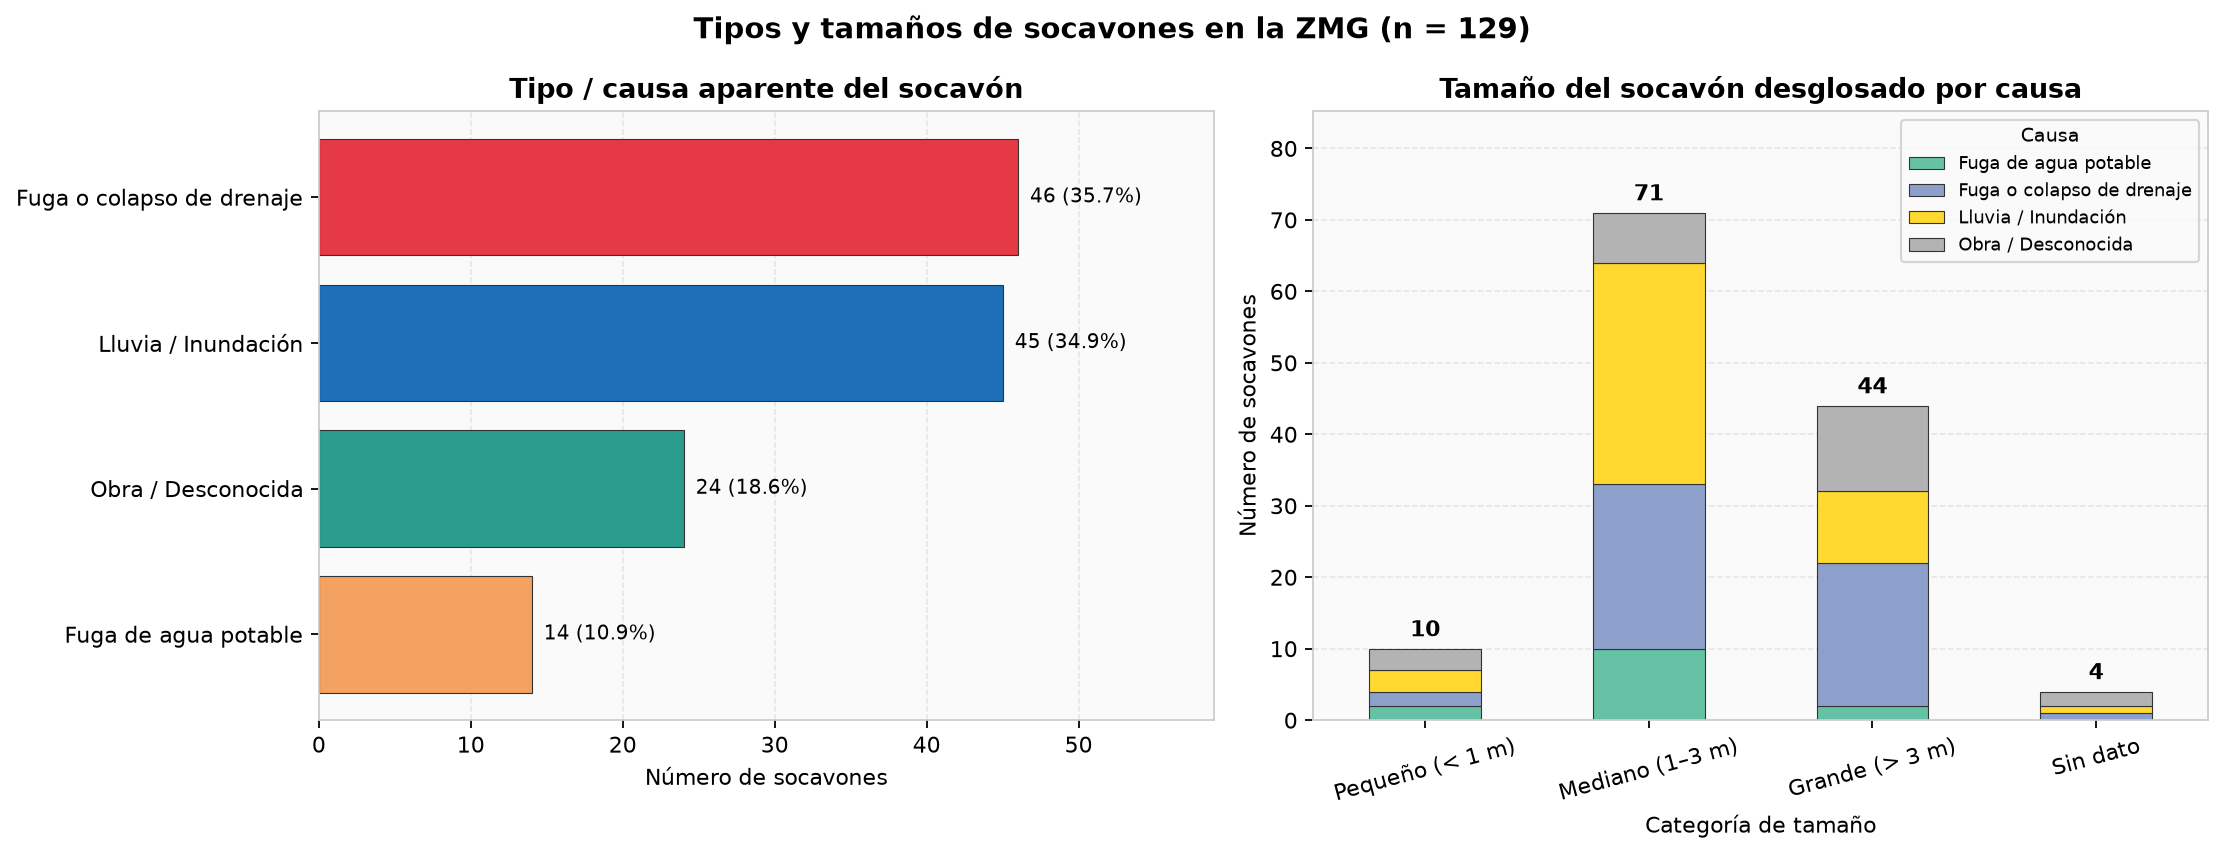 Tipos y tamaños de socavones en la ZMG (n = 129)
Tipo / causa aparente del socavón
Fuga o colapso de drenaje
46 (35.7%)
Lluvia / Inundación
45 (34.9%)
Obra / Desconocida
24 (18.6%)
Fuga de agua potable
14 (10.9%)
0 10 20 30 40 50
Número de socavones
Tamaño del socavón desglosado por causa
Causa
Fuga de agua potable
Fuga o colapso de drenaje
Lluvia / Inundación
Obra / Desconocida
Número de socavones
80
70
60
50
40
30
20
10
0
10
71
44
4
Pequeño (< 1 m)
Mediano (1–3 m)
Grande (> 3 m)
Sin dato
Categoría de tamaño